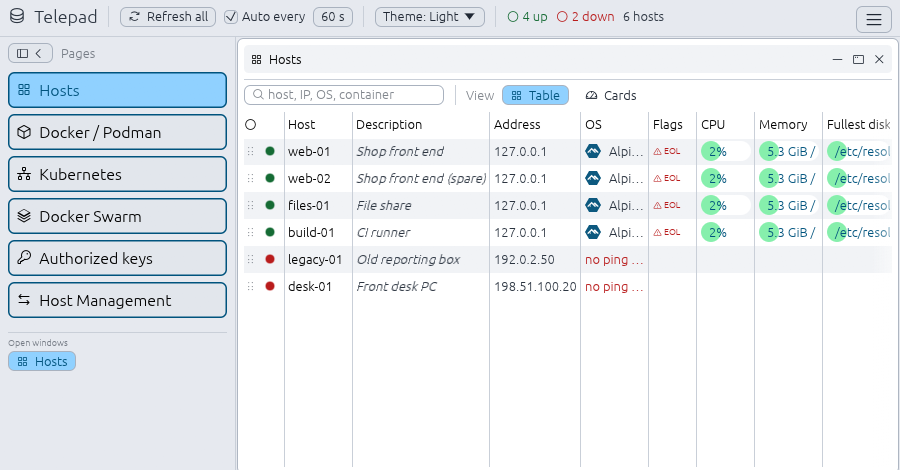 Telepad
Refresh all
Auto every
60 s
Theme: Light
4 up
2 down
6 hosts
Pages
Hosts
Docker / Podman
Kubernetes
Docker Swarm
Authorized keys
Host Management
Open windows
Hosts
Hosts
host, IP, OS, container
View
Table
Cards
Host Description Address OS Flags CPU Memory Fullest disk
web-01 Shop front end 127.0.0.1 Alpi... EOL 2% 5.3 GiB / /etc/resol
web-02 Shop front end (spare) 127.0.0.1 Alpi... EOL 2% 5.3 GiB / /etc/resol
files-01 File share 127.0.0.1 Alpi... EOL 2% 5.3 GiB / /etc/resol
build-01 CI runner 127.0.0.1 Alpi... EOL 2% 5.3 GiB / /etc/resol
legacy-01 Old reporting box 192.0.2.50 no ping ...
desk-01 Front desk PC 198.51.100.20 no ping ...